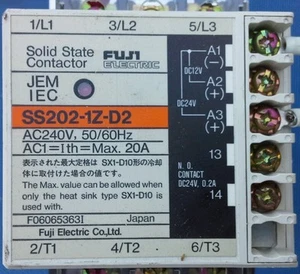 1/L1 3/L2 5/L3
Solid State
Contactor
FUJI
ELECTRIC
JEM
IEC
A1
(-)
DC12V
A2
(+)
DC24V
A3
(+)
SS202-1Z-D2
AC240V, 50/60Hz
AC1=Ith=Max. 20A
表示された最大定格は SX1-D10形の冷却
体に取付けた場合の値です。
The Max. value can be allowed when
only the heat sink type SX1-D10 is
used with.
13
N. O.
CONTACT
DC24V, 0.2A
14
F06065363I Japan
Fuji Electric Co.,Ltd.
2/T1 4/T2 6/T3